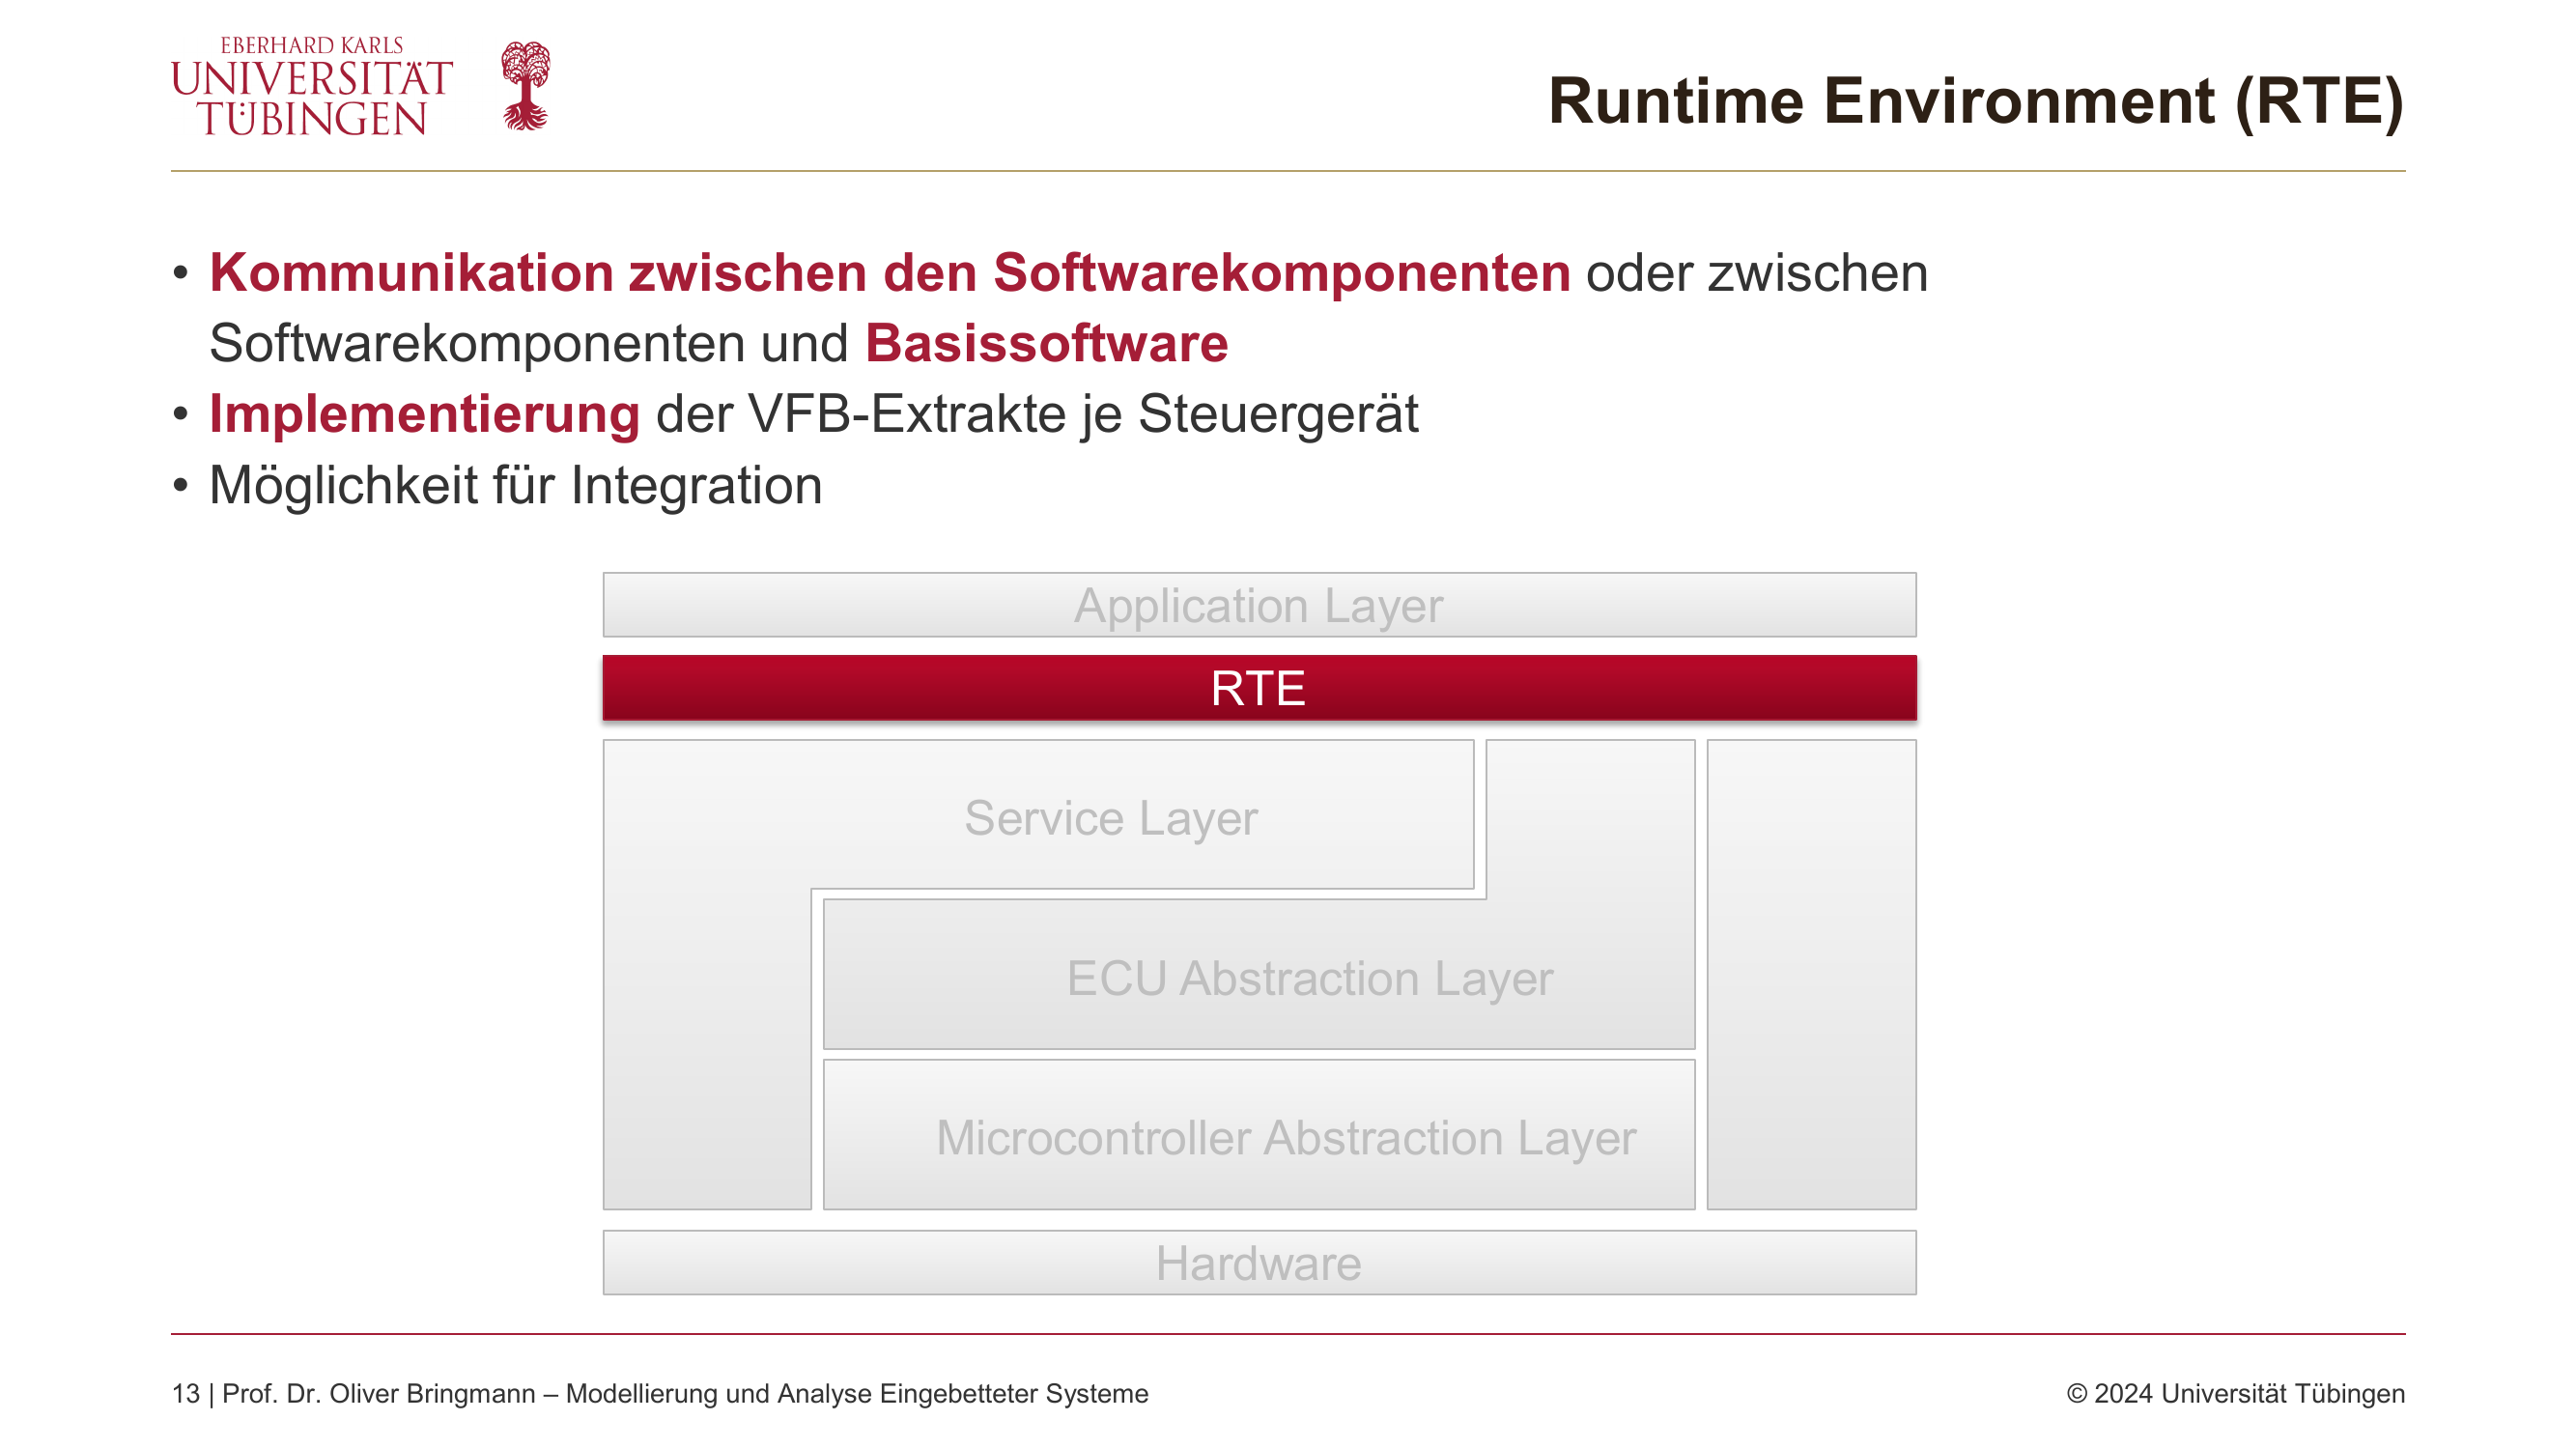 EBERHARD KARLS
UNIVERSITÄT
TÜBINGEN
Runtime Environment (RTE)
• Kommunikation zwischen den Softwarekomponenten oder zwischen
Softwarekomponenten und Basissoftware
• Implementierung der VFB-Extrakte je Steuergerät
• Möglichkeit für Integration
Application Layer
RTE
Service Layer
ECU Abstraction Layer
Microcontroller Abstraction Layer
Hardware
13 | Prof. Dr. Oliver Bringmann – Modellierung und Analyse Eingebetteter Systeme
© 2024 Universität Tübingen